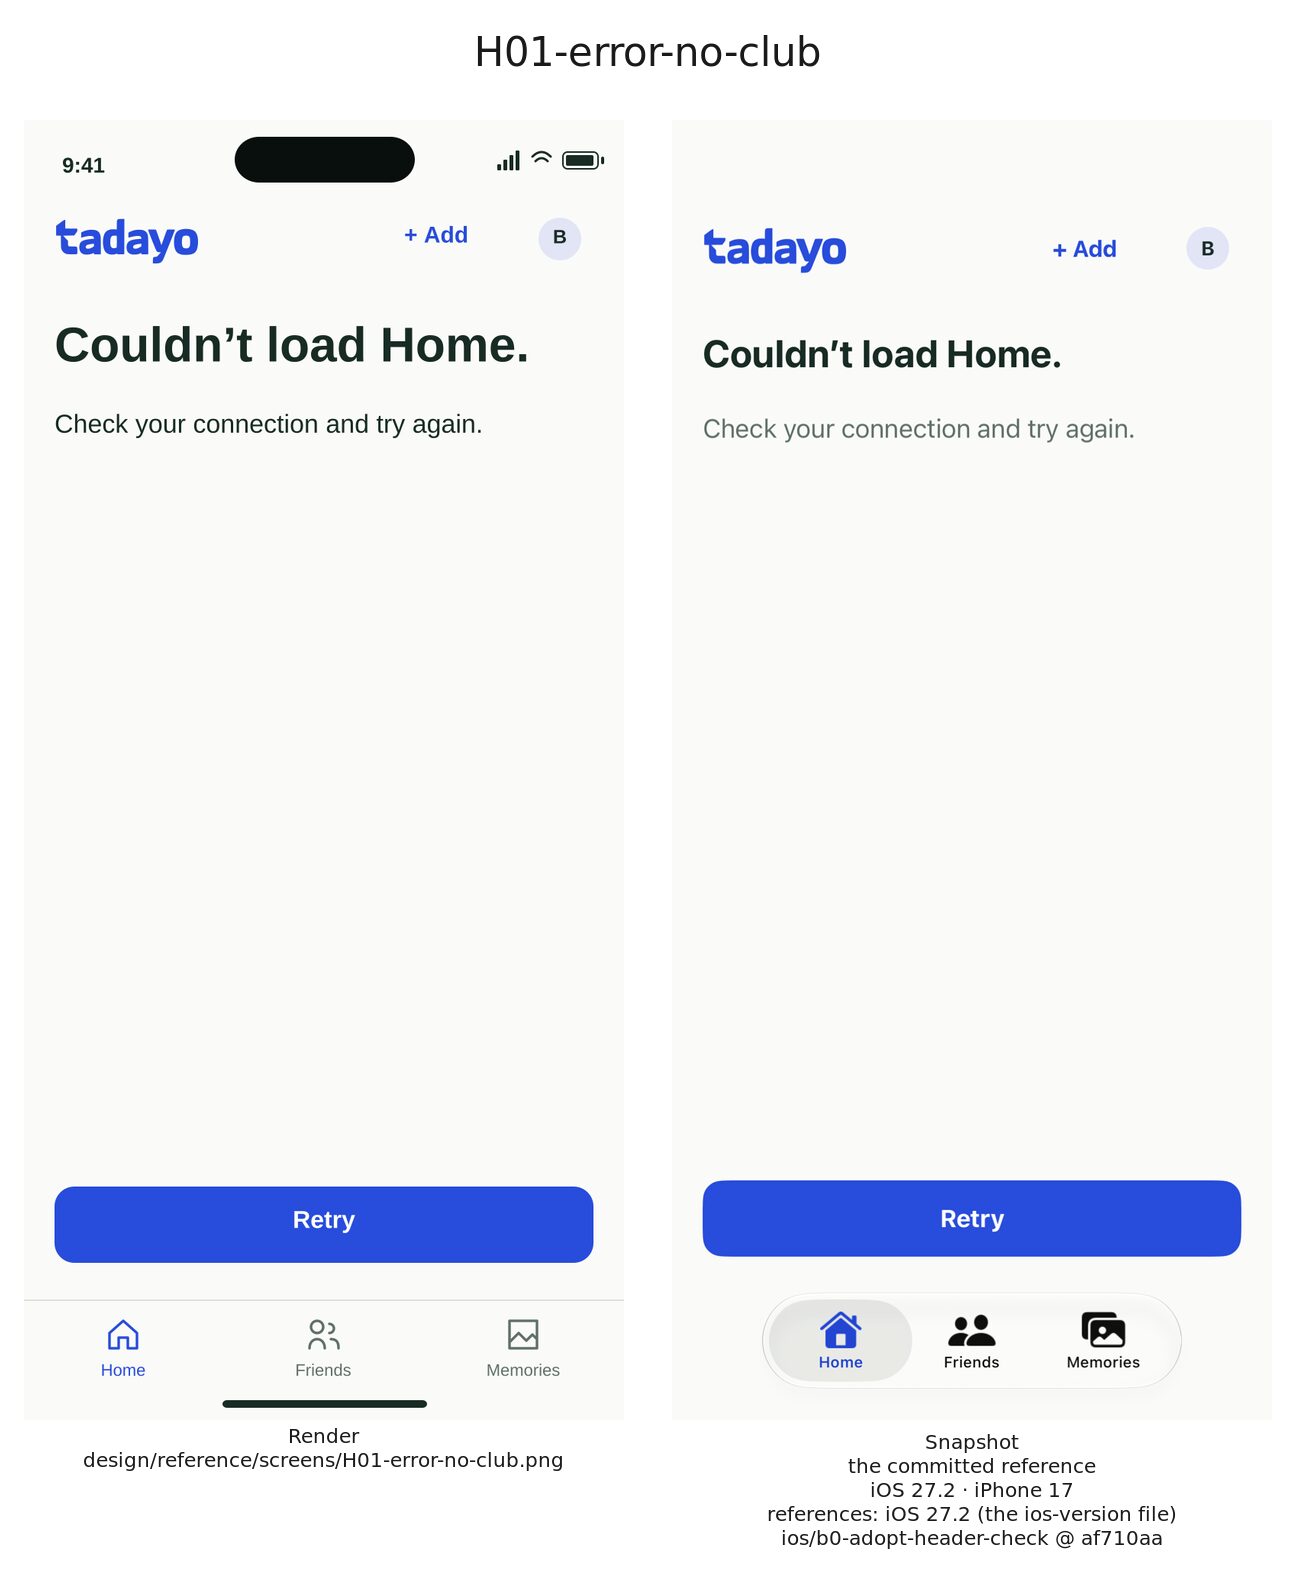 H01-error-no-club
9:41
tadayo
+ Add
B
Couldn’t load Home.
Check your connection and try again.
Retry
Home
Friends
Memories
Render
design/reference/screens/H01-error-no-club.png
tadayo
+ Add
B
Couldn’t load Home.
Check your connection and try again.
Retry
Home
Friends
Memories
Snapshot
the committed reference
iOS 27.2 · iPhone 17
references: iOS 27.2 (the ios-version file)
ios/b0-adopt-header-check @ af710aa